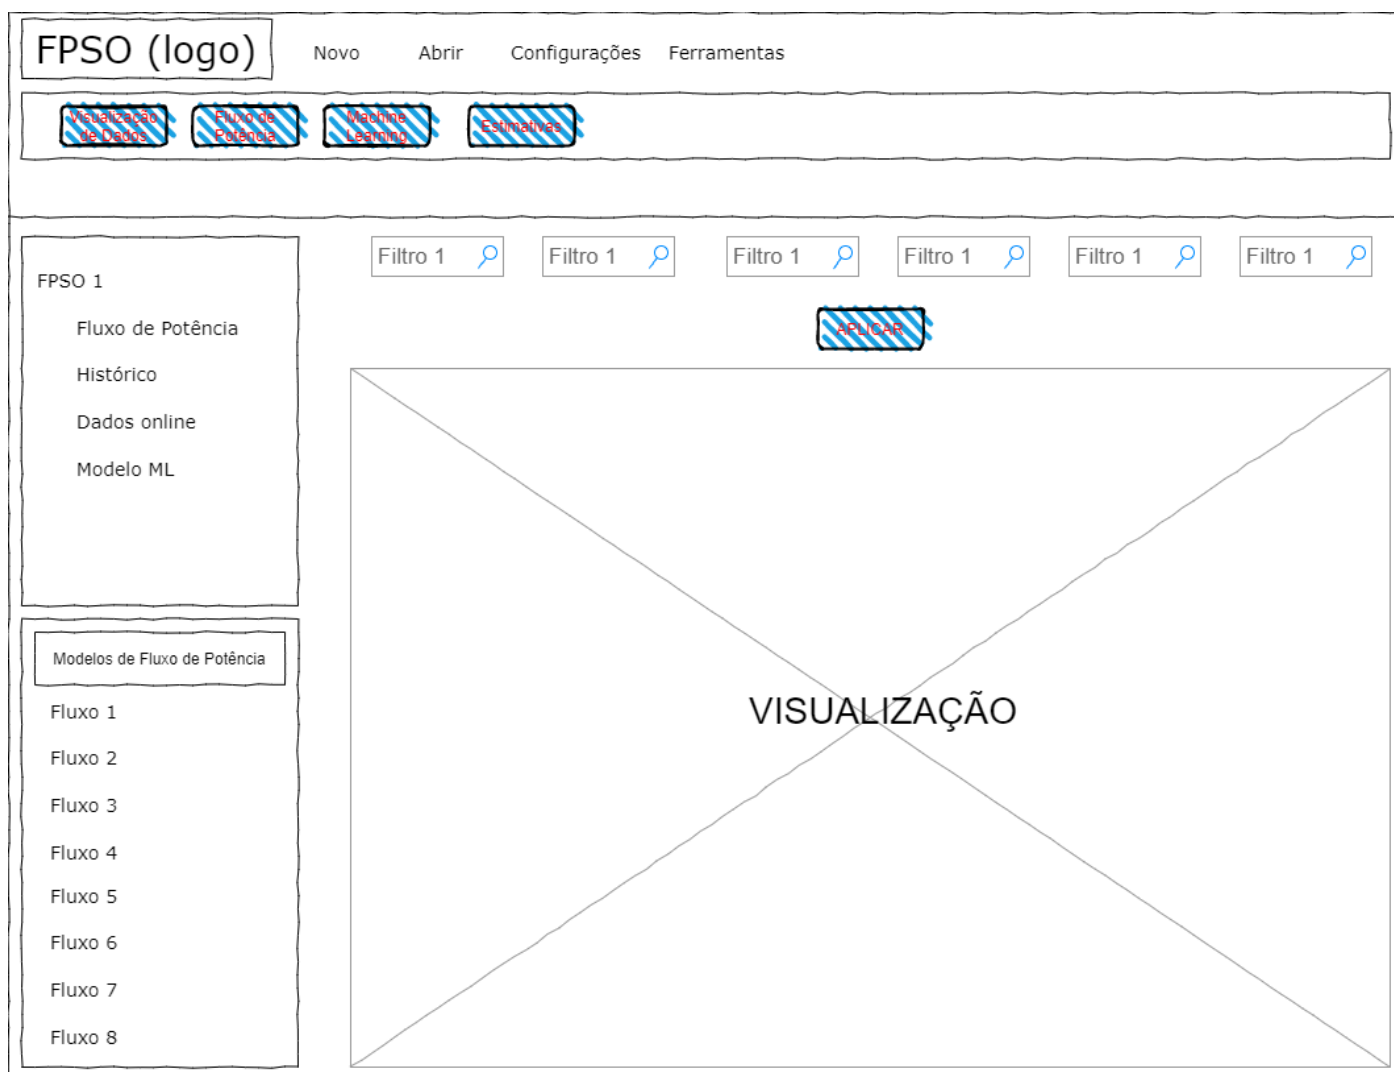 FPSO (logo)
Novo
Abrir
Configurações
Ferramentas
Visualização
de Dados
Fluxo de
Potência
Machine
Learning
Estimativas
FPSO 1
Fluxo de Potência
Histórico
Dados online
Modelo ML
Modelos de Fluxo de Potência
Fluxo 1
Fluxo 2
Fluxo 3
Fluxo 4
Fluxo 5
Fluxo 6
Fluxo 7
Fluxo 8
Filtro 1
Filtro 1
Filtro 1
Filtro 1
Filtro 1
Filtro 1
APLICAR
VISUALIZAÇÃO